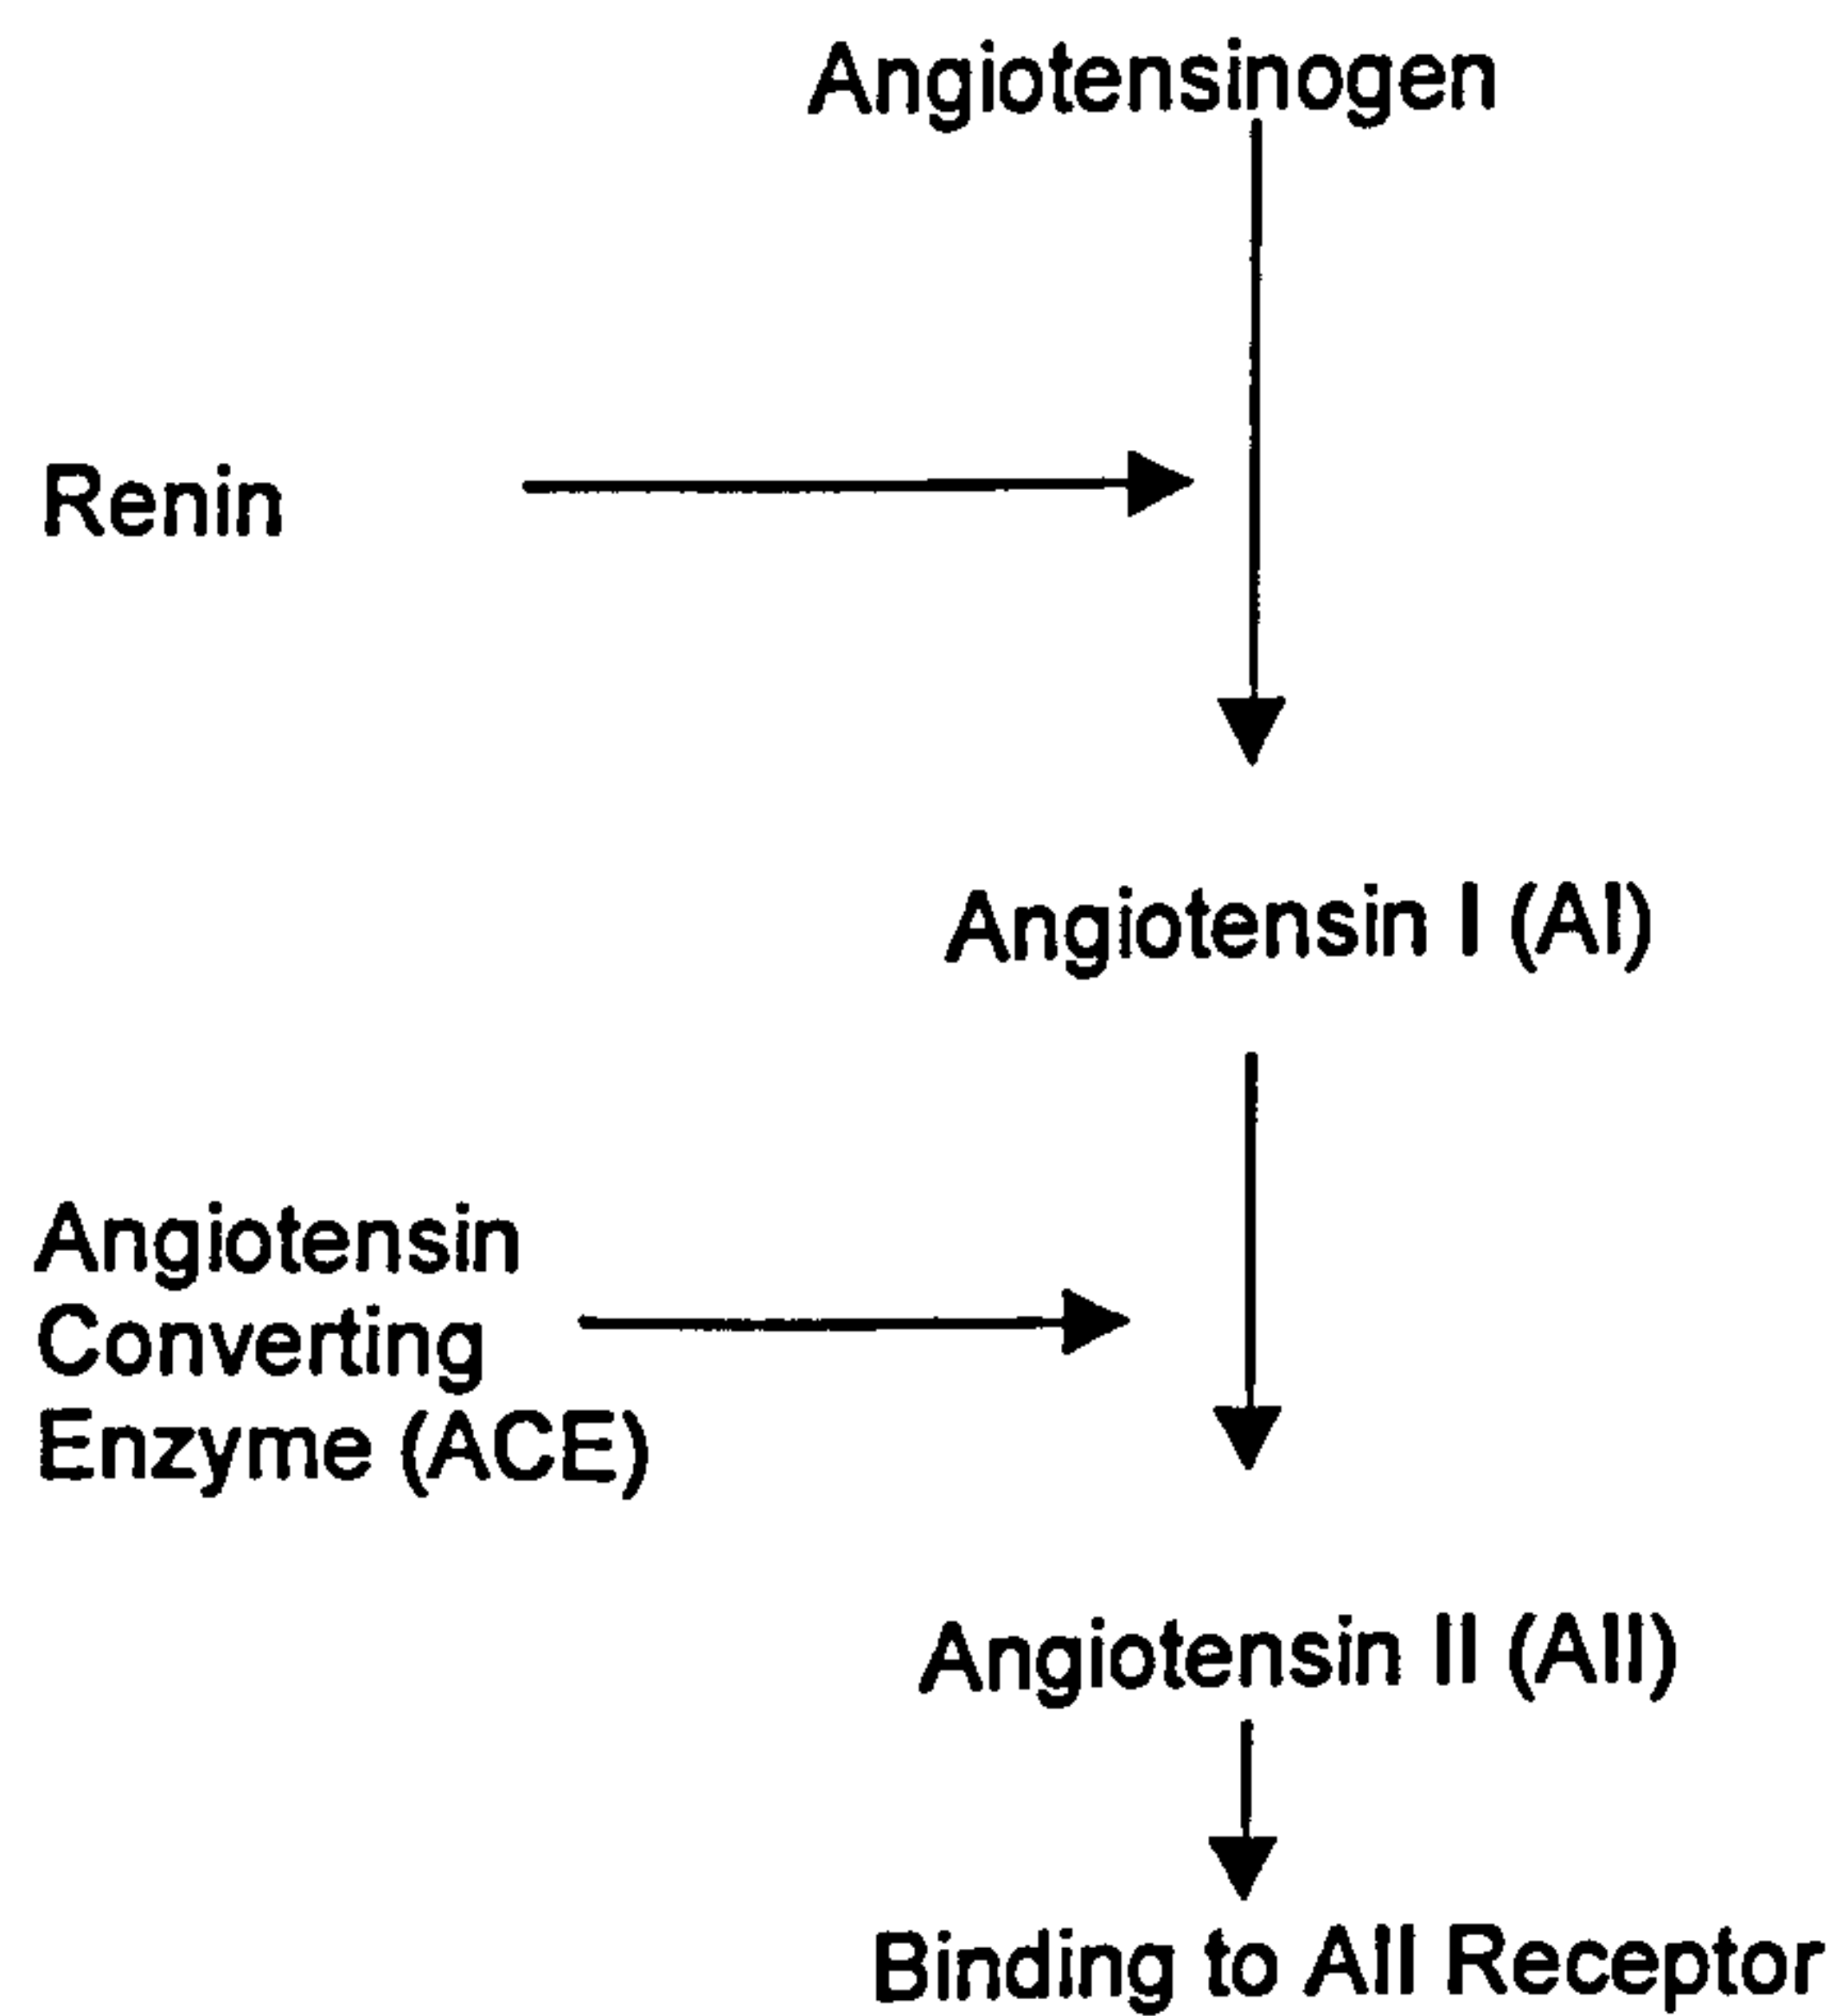 Angiotensinogen
Renin
Angiotensin I (AI)
Angiotensin
Converting
Enzyme (ACE)
Angiotensin II (AII)
Binding to AII Receptor